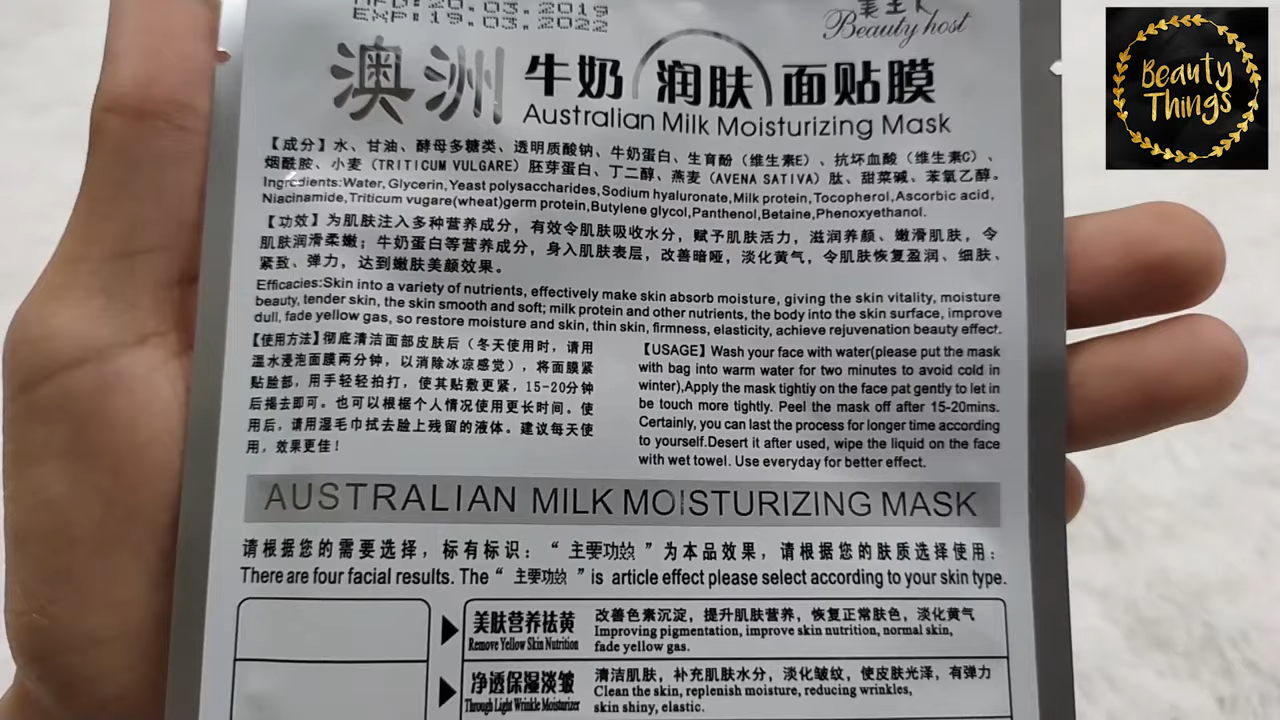 MFD:20.03.2019
EXP:19.03.2022
Beauty host
Beauty
Things
澳洲 牛奶 润肤 面贴膜
Australian Milk Moisturizing Mask
【成分】水、甘油、酵母多糖类、透明质酸钠、牛奶蛋白、生育酚（维生素E）、抗坏血酸（维生素C）、
烟酰胺、小麦（TRITICUM VULGARE）胚芽蛋白、丁二醇、燕麦（AVENA SATIVA）肽、甜菜碱、苯氧乙醇。
Ingredients:Water, Glycerin,Yeast polysaccharides,Sodium hyaluronate,Milk protein,Tocopherol,Ascorbic acid,
Niacinamide,Triticum vugare(wheat)germ protein,Butylene glycol,Panthenol,Betaine,Phenoxyethanol.
【功效】为肌肤注入多种营养成分，有效令肌肤吸收水分，赋予肌肤活力，滋润养颜、嫩滑肌肤，令
肌肤润滑柔嫩；牛奶蛋白等营养成分，身入肌肤表层，改善暗哑，淡化黄气，令肌肤恢复盈润、细肤、
紧致、弹力，达到嫩肤美颜效果。
Efficacies:Skin into a variety of nutrients, effectively make skin absorb moisture, giving the skin vitality, moisture
beauty, tender skin, the skin smooth and soft; milk protein and other nutrients, the body into the skin surface, improve
dull, fade yellow gas, so restore moisture and skin, thin skin, firmness, elasticity, achieve rejuvenation beauty effect.
【使用方法】彻底清洁面部皮肤后（冬天使用时，请用
温水浸泡面膜两分钟，以消除冰凉感觉），将面膜紧
贴脸部，用手轻轻拍打，使其贴敷更紧，15-20分钟
后揭去即可。也可以根据个人情况使用更长时间。使
用后，请用湿毛巾拭去脸上残留的液体。建议每天使
用，效果更佳！
【USAGE】Wash your face with water(please put the mask
with bag into warm water for two minutes to avoid cold in
winter),Apply the mask tightiy on the face pat gently to let in
be touch more tightly. Peel the mask off after 15-20mins.
Certainly, you can last the process for longer time according
to yourself.Desert it after used, wipe the liquid on the face
with wet towel. Use everyday for better effect.
AUSTRALIAN MILK MOISTURIZING MASK
请根据您的需要选择，标有标识：“ 主要功效 ”为本品效果，请根据您的肤质选择使用：
There are four facial results. The “ 主要功效 ” is article effect please select according to your skin type.
美肤营养祛黄
Remove Yellow Skin Nutrition
改善色素沉淀，提升肌肤营养，恢复正常肤色，淡化黄气
Improving pigmentation, improve skin nutrition, normal skin,
fade yellow gas.
净透保湿淡皱
Through Light Wrinkle Moisturizer
清洁肌肤，补充肌肤水分，淡化皱纹，使皮肤光泽，有弹力
Clean the skin, replenish moisture, reducing wrinkles,
skin shiny, elastic.